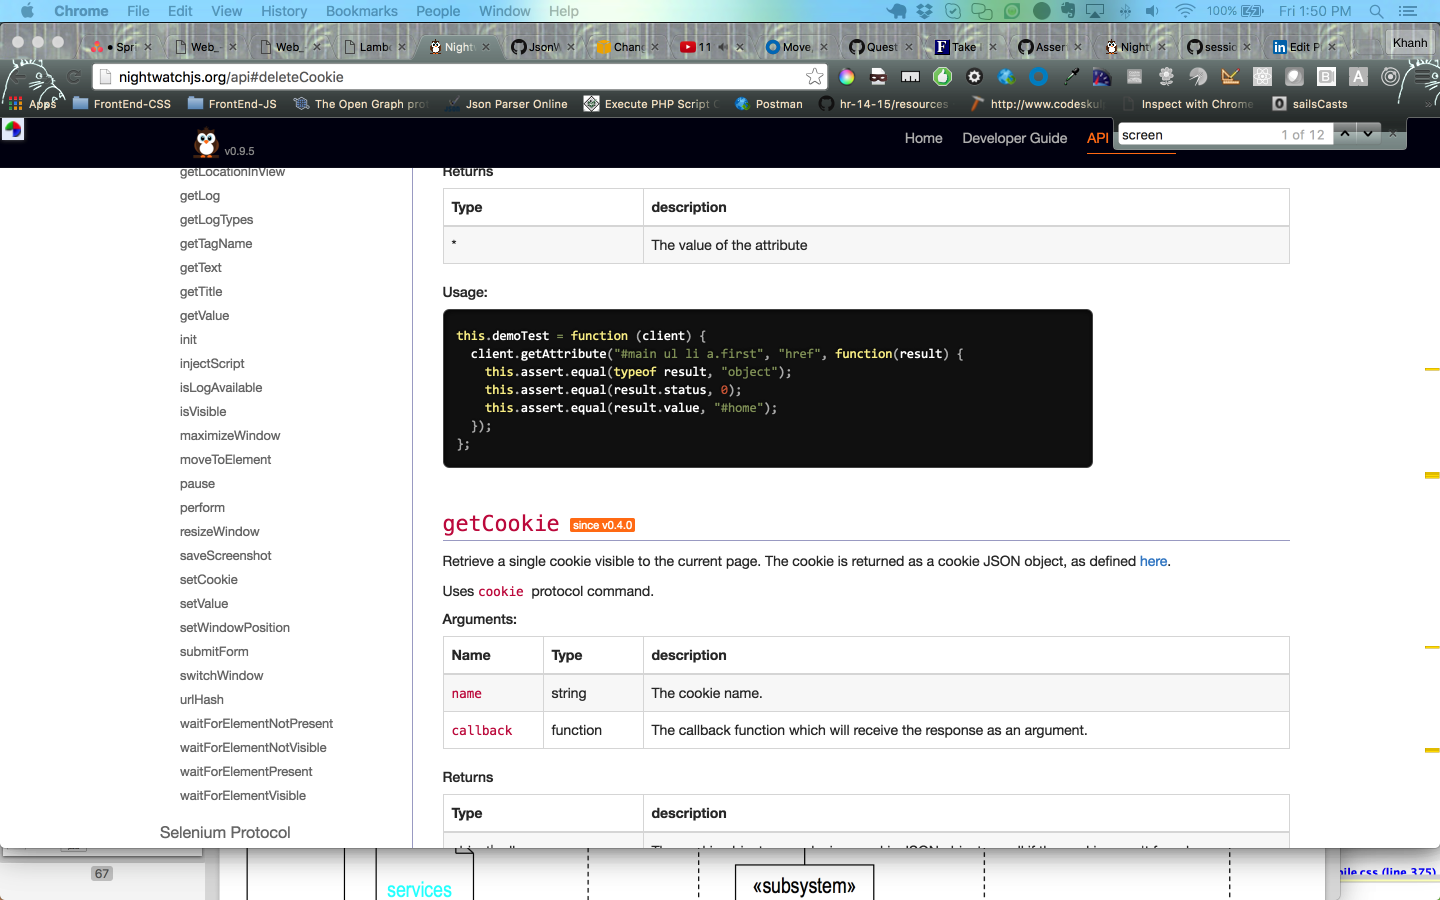 Chrome File Edit View History Bookmarks People Window Help 100% Fri 1:50 PM
Spri Web_ Web_ Lamb Night JsonW Chan 11 Move, Quest Take Asser Night sessio Edit P Khanh
nightwatchjs.org/api#deleteCookie
Apps FrontEnd-CSS FrontEnd-JS The Open Graph pro Json Parser Online Execute PHP Script Postman hr-14-15/resources http://www.codesku Inspect with Chrome sailsCasts
v0.9.5 Home Developer Guide API screen 1 of 12
getLocationInView
getLog
getLogTypes
getTagName
getText
getTitle
getValue
init
injectScript
isLogAvailable
isVisible
maximizeWindow
moveToElement
pause
perform
resizeWindow
saveScreenshot
setCookie
setValue
setWindowPosition
submitForm
switchWindow
urlHash
waitForElementNotPresent
waitForElementNotVisible
waitForElementPresent
waitForElementVisible
Selenium Protocol
Returns
Type description
* The value of the attribute
Usage:
this.demoTest = function (client) {
client.getAttribute("#main ul li a.first", "href", function(result) {
this.assert.equal(typeof result, "object");
this.assert.equal(result.status, 0);
this.assert.equal(result.value, "#home");
});
};
getCookie since v0.4.0
Retrieve a single cookie visible to the current page. The cookie is returned as a cookie JSON object, as defined here.
Uses cookie protocol command.
Arguments:
Name Type description
name string The cookie name.
callback function The callback function which will receive the response as an argument.
Returns
Type description
67
services
«subsystem»
ile.css (line 375)